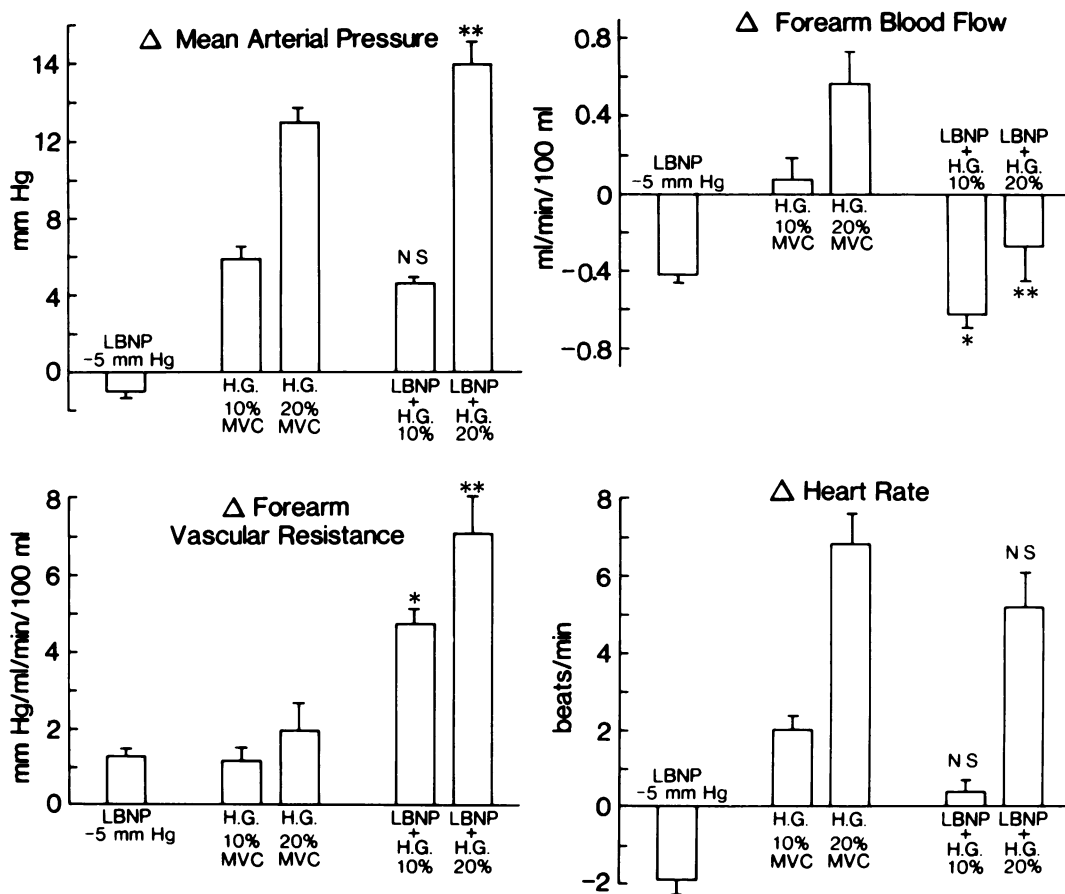 △ Mean Arterial Pressure
mm Hg
14
12
8
4
0
LBNP
-5 mm Hg
H.G.
10%
MVC
H.G.
20%
MVC
NS
LBNP
+
H.G.
10%
**
LBNP
+
H.G.
20%
△ Forearm Blood Flow
ml/min/100 ml
0.8
0.4
0
-0.4
-0.8
LBNP
-5 mm Hg
H.G.
10%
MVC
H.G.
20%
MVC
LBNP
+
H.G.
10%
*
LBNP
+
H.G.
20%
**
△ Forearm
Vascular Resistance
mm Hg/ml/min/100 ml
8
6
4
2
0
LBNP
-5 mm Hg
H.G.
10%
MVC
H.G.
20%
MVC
*
LBNP
+
H.G.
10%
**
LBNP
+
H.G.
20%
△ Heart Rate
beats/min
8
6
4
2
0
-2
LBNP
-5 mm Hg
H.G.
10%
MVC
H.G.
20%
MVC
NS
LBNP
+
H.G.
10%
NS
LBNP
+
H.G.
20%